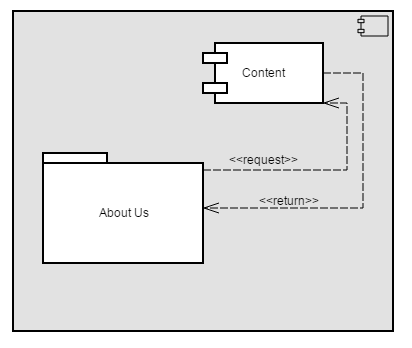 Content
<<request>>
<<return>>
About Us